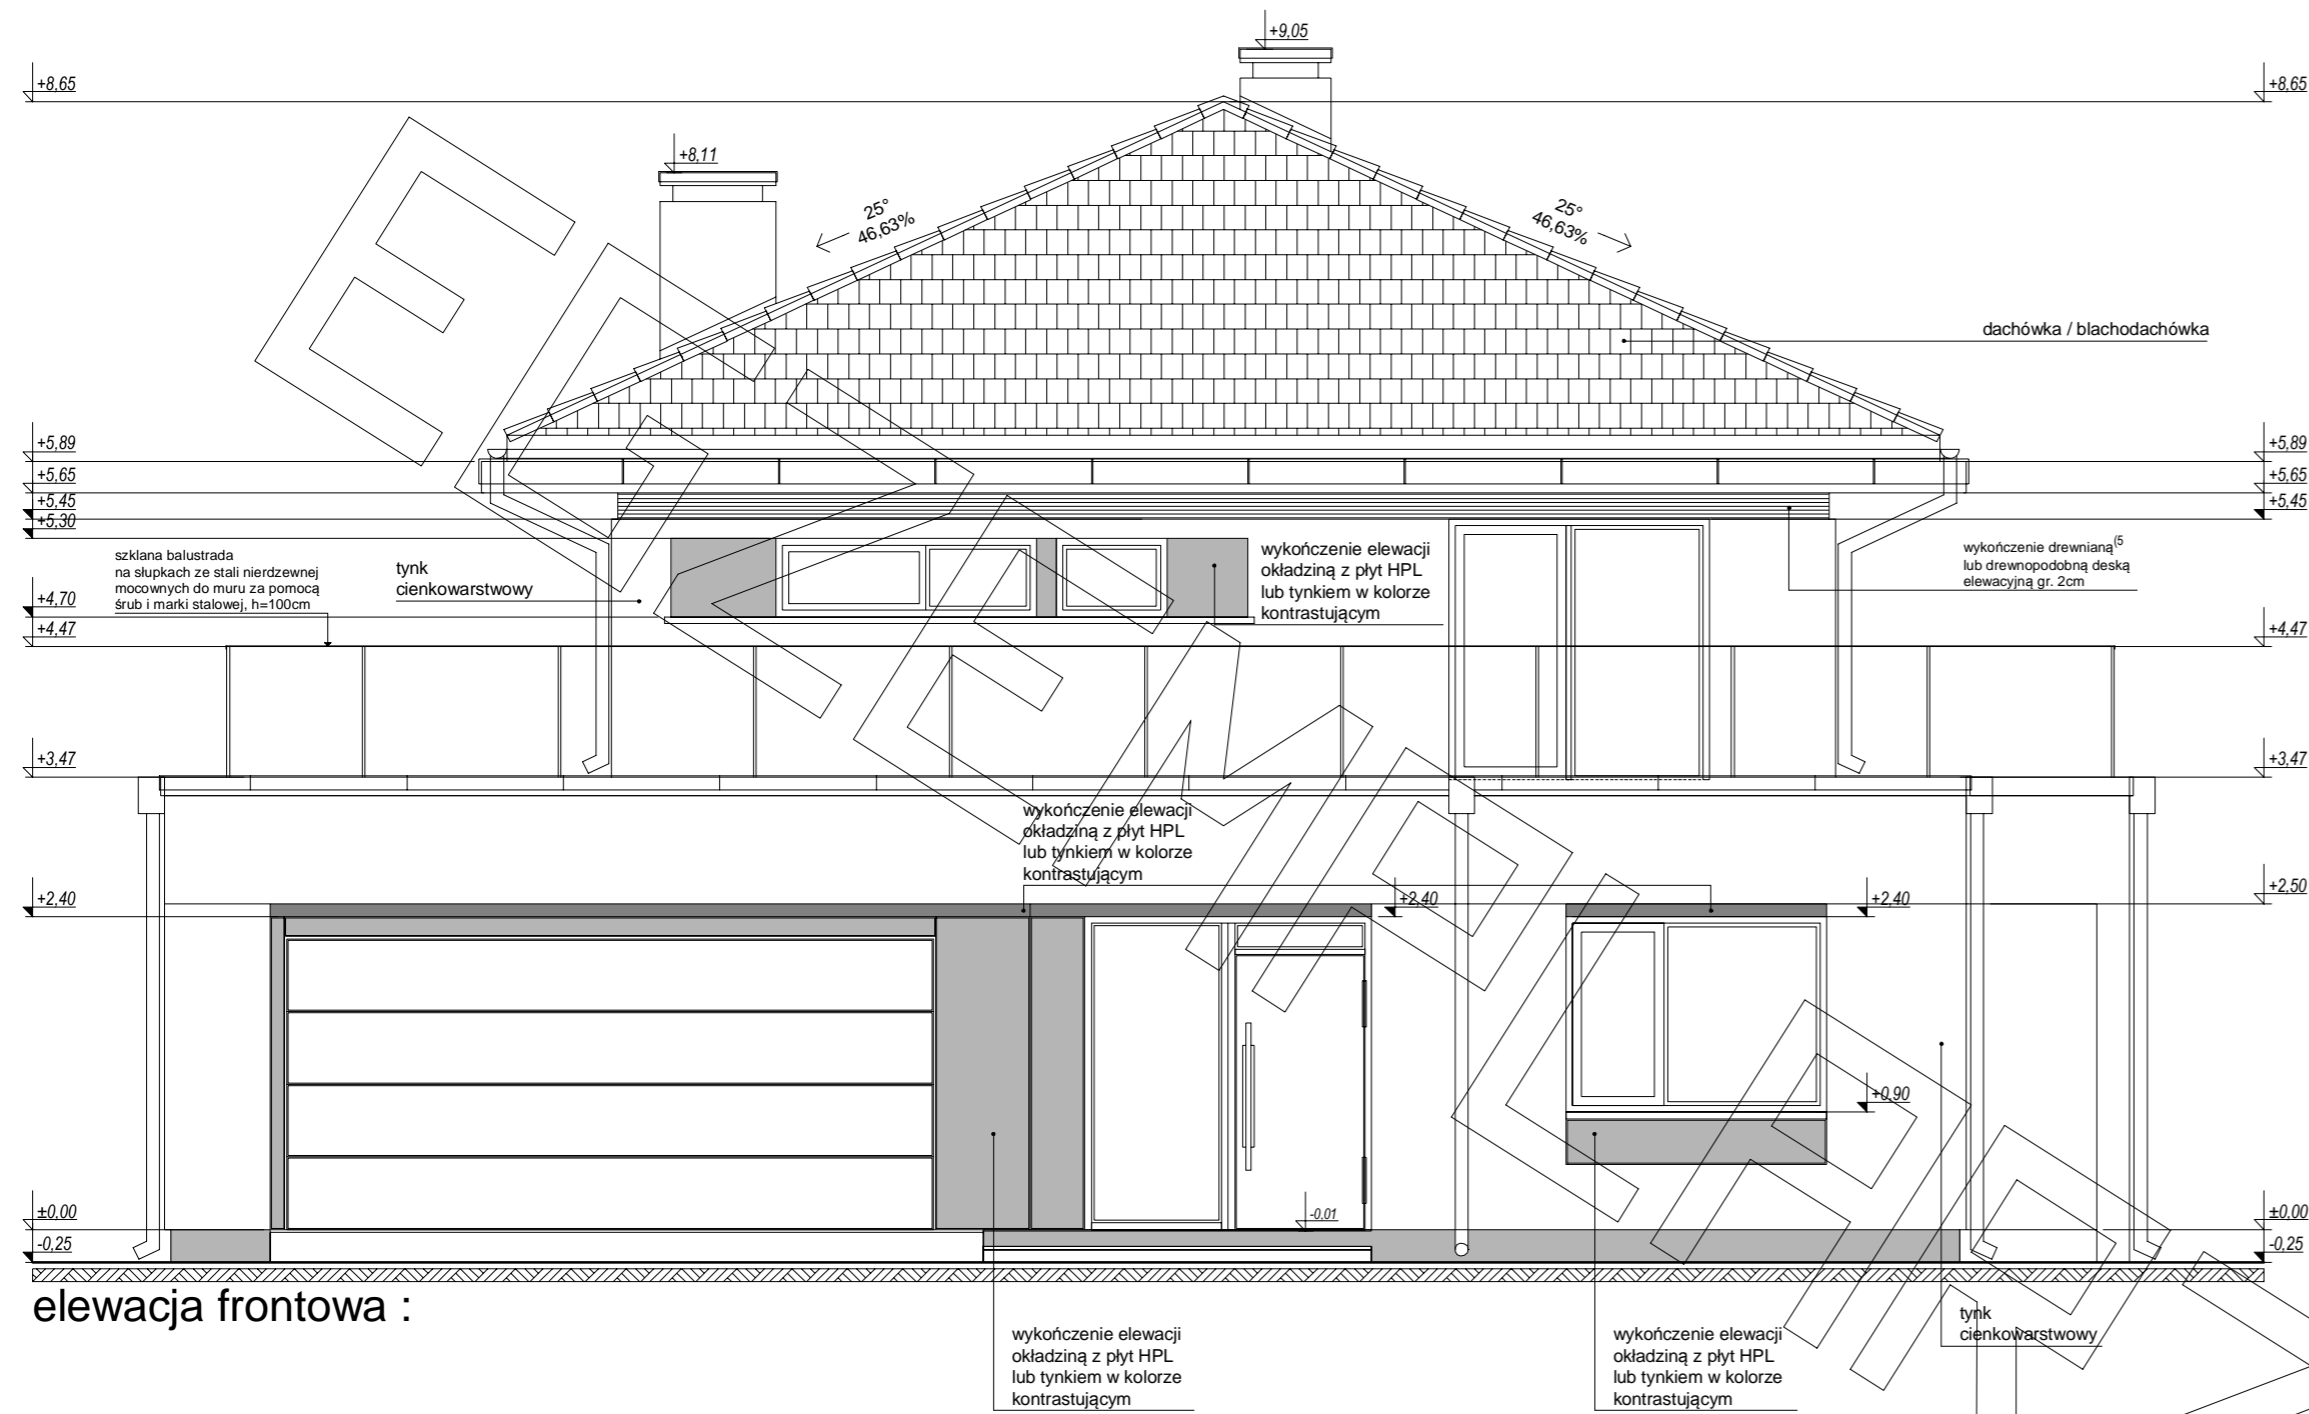 +9,05
+8,65
+8,65
+8,11
25°
46,63%
25°
46,63%
dachówka / blachodachówka
+5,89
+5,65
+5,45
+5,30
+5,89
+5,65
+5,45
szklana balustrada
na słupkach ze stali nierdzewnej
mocownych do muru za pomocą
śrub i marki stalowej, h=100cm
tynk
cienkowarstwowy
wykończenie elewacji
okładziną z płyt HPL
lub tynkiem w kolorze
kontrastującym
wykończenie drewnianą(5
lub drewnopodobną deską
elewacyjną gr. 2cm
+4,70
+4,47
+4,47
+3,47
+3,47
wykończenie elewacji
okładziną z płyt HPL
lub tynkiem w kolorze
kontrastującym
+2,40
+2,40
+2,40
+2,50
+0,90
±0,00
-0,25
-0,01
±0,00
-0,25
elewacja frontowa :
wykończenie elewacji
okładziną z płyt HPL
lub tynkiem w kolorze
kontrastującym
wykończenie elewacji
okładziną z płyt HPL
lub tynkiem w kolorze
kontrastującym
tynk
cienkowarstwowy